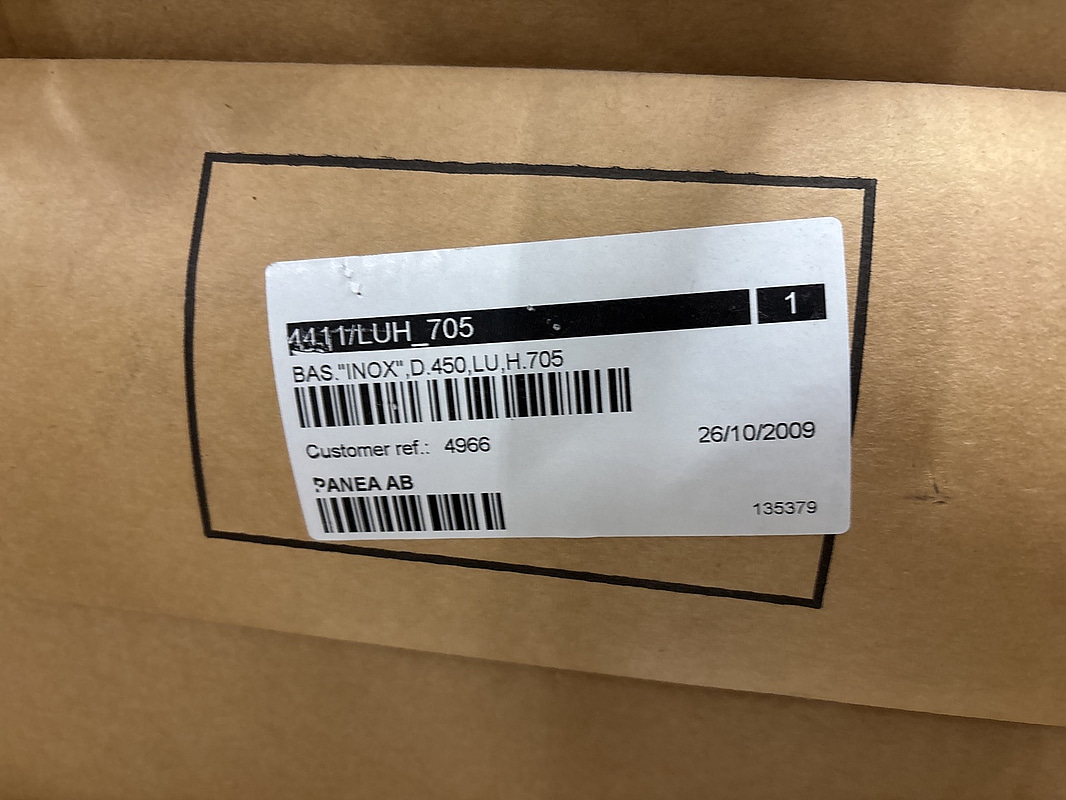 4411/LUH_705 1
BAS."INOX",D.450,LU,H.705
Customer ref.: 4966 26/10/2009
PANEA AB
135379